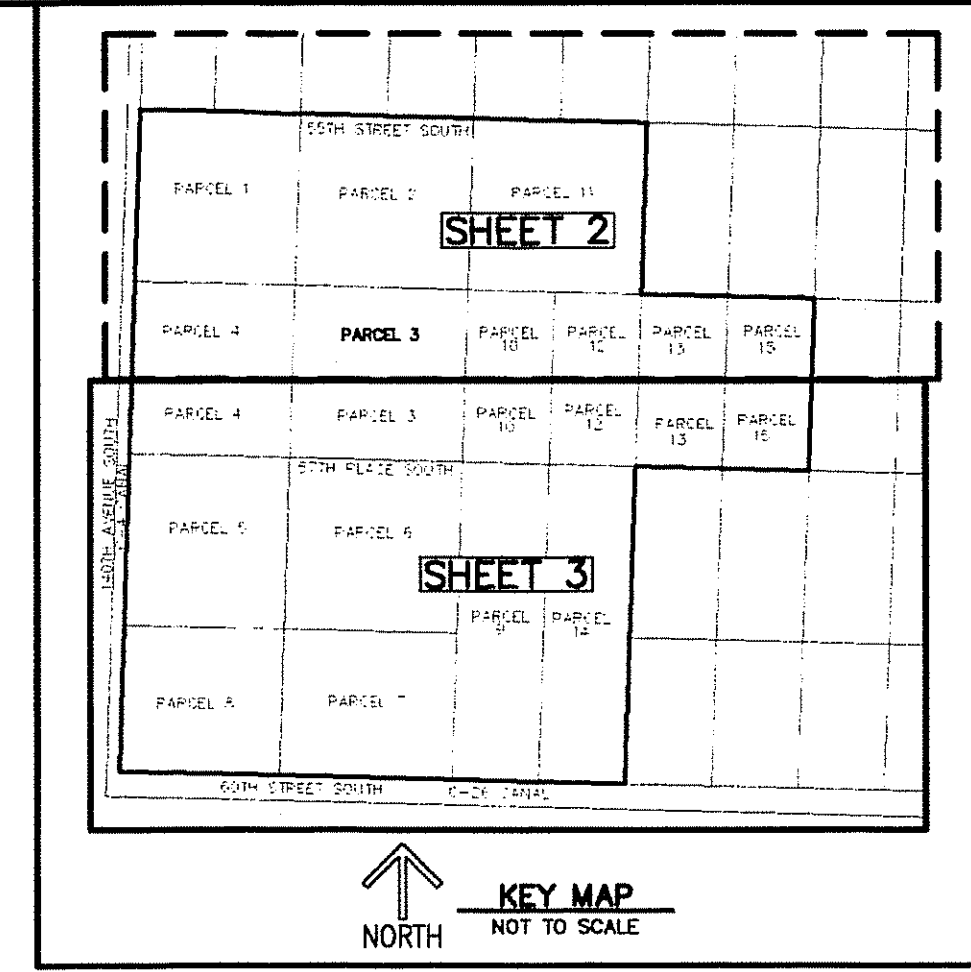 55TH STREET SOUTH
PARCEL 1
PARCEL 2
PARCEL 11
SHEET 2
PARCEL 4
PARCEL 3
PARCEL
10
PARCEL
12
PARCEL
13
PARCEL
15
PARCEL 4
PARCEL 3
PARCEL
10
PARCEL
12
PARCEL
13
PARCEL
15
140TH AVENUE SOUTH
CANAL
57TH PLACE SOUTH
PARCEL 5
PARCEL 6
SHEET 3
PARCEL
9
PARCEL
14
PARCEL 8
PARCEL 7
60TH STREET SOUTH
CANAL
NORTH
KEY MAP
NOT TO SCALE